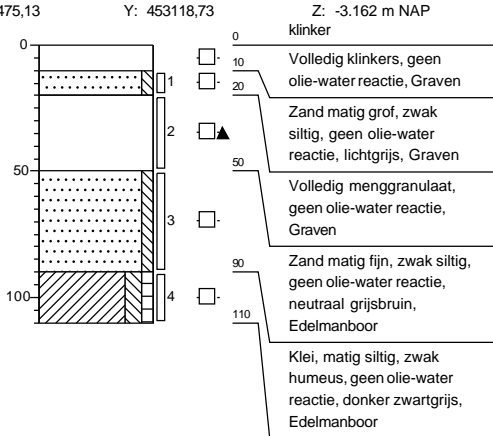 475,13 Y: 453118,73 Z: -3.162 m NAP
0 0 klinker
10 Volledig klinkers, geen
olie-water reactie, Graven
1
20 Zand matig grof, zwak
siltig, geen olie-water
reactie, lichtgrijs, Graven
2
50 50 Volledig menggranulaat,
geen olie-water reactie,
Graven
3
90 Zand matig fijn, zwak siltig,
geen olie-water reactie,
neutraal grijsbruin,
Edelmanboor
100 4
110 Klei, matig siltig, zwak
humeus, geen olie-water
reactie, donker zwartgrijs,
Edelmanboor